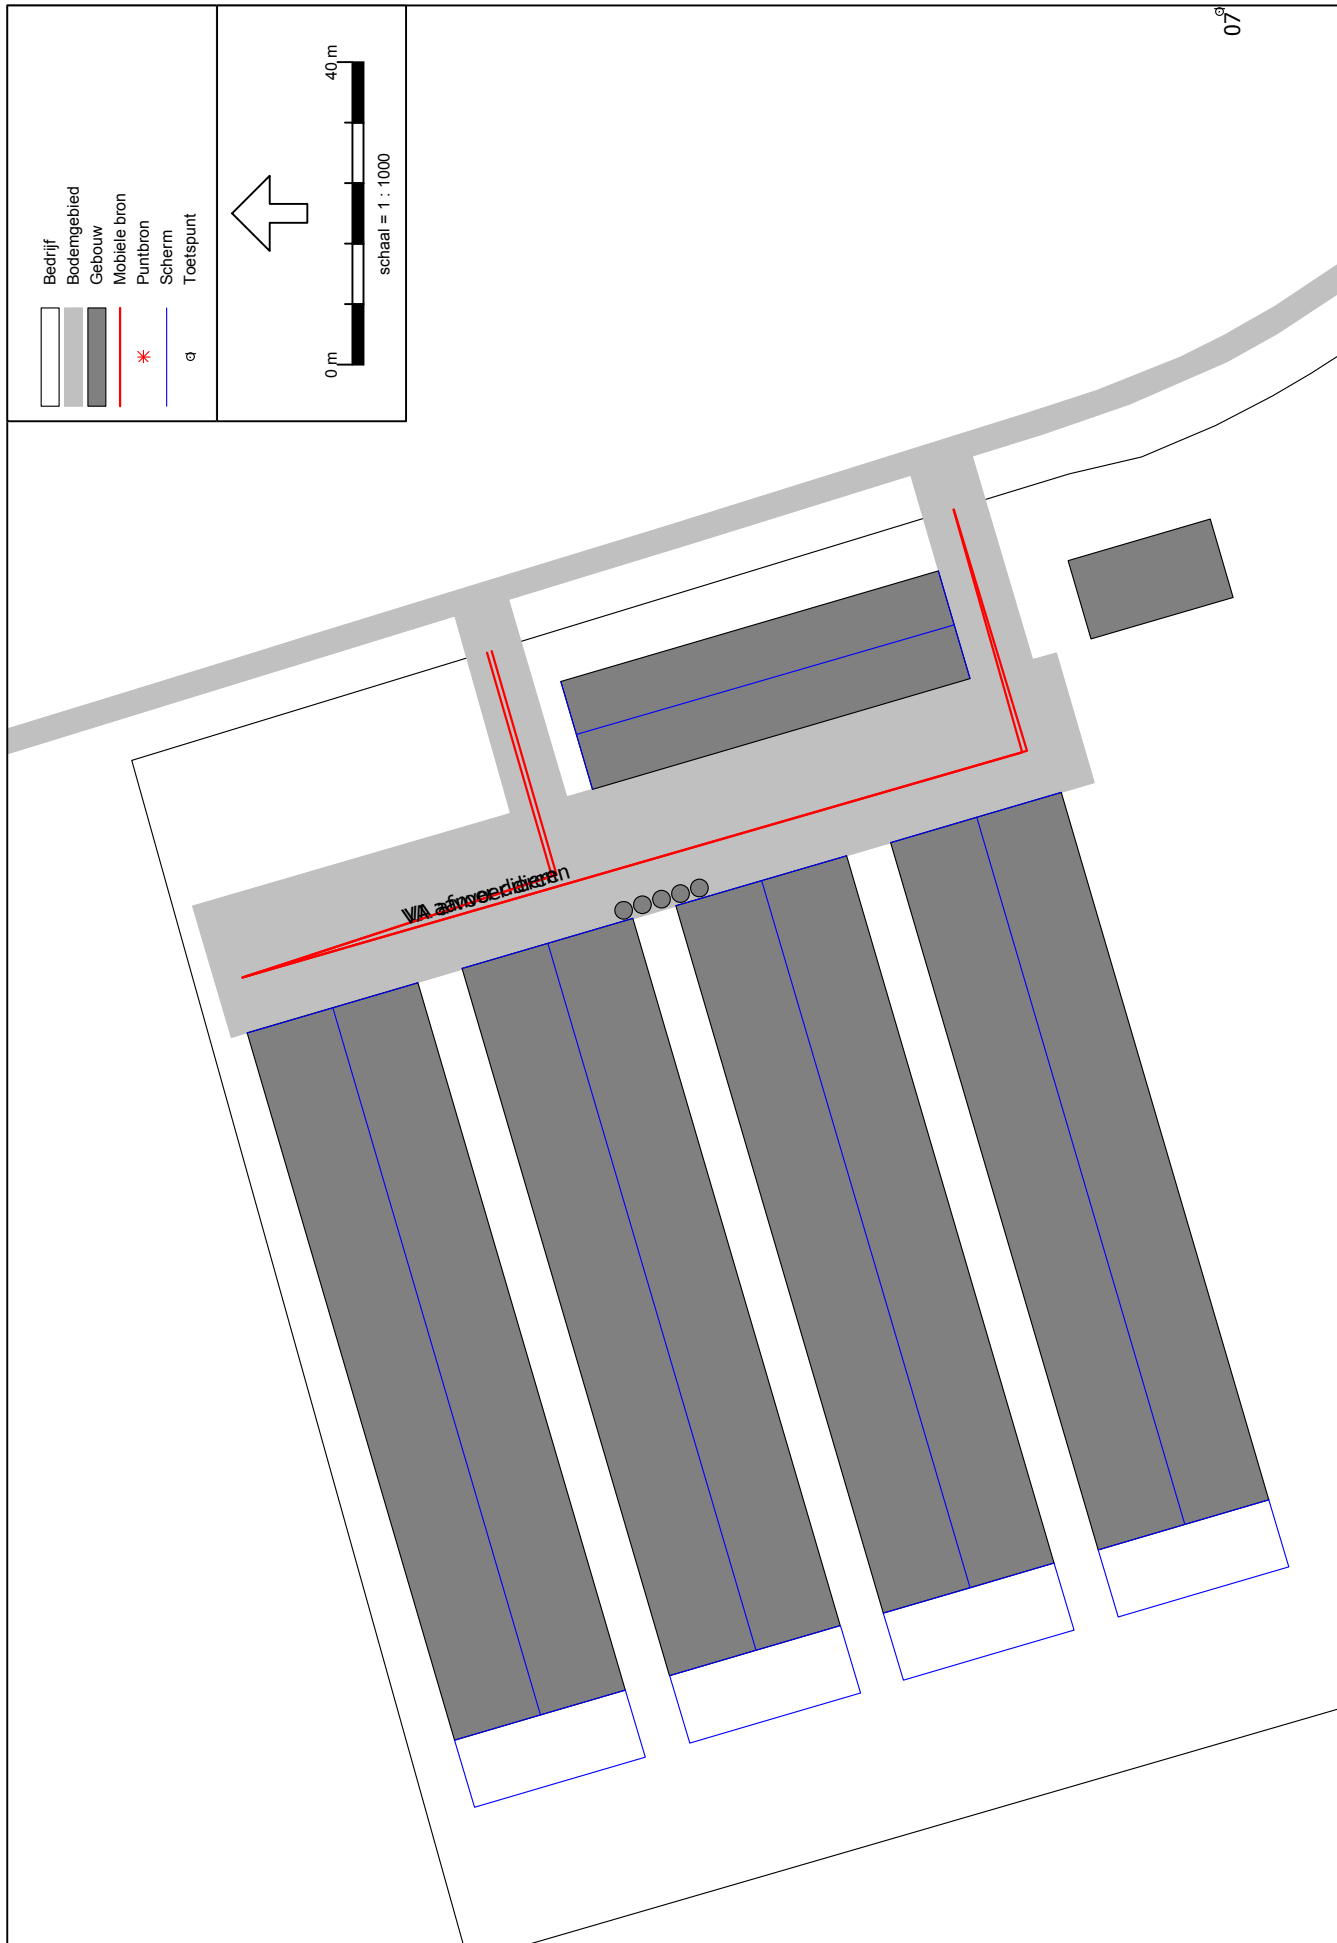 Bedrijf
Bodemgebied
Gebouw
Mobiele bron
Puntbron
Scherm
Toetspunt
0 m
40 m
schaal = 1 : 1000
07